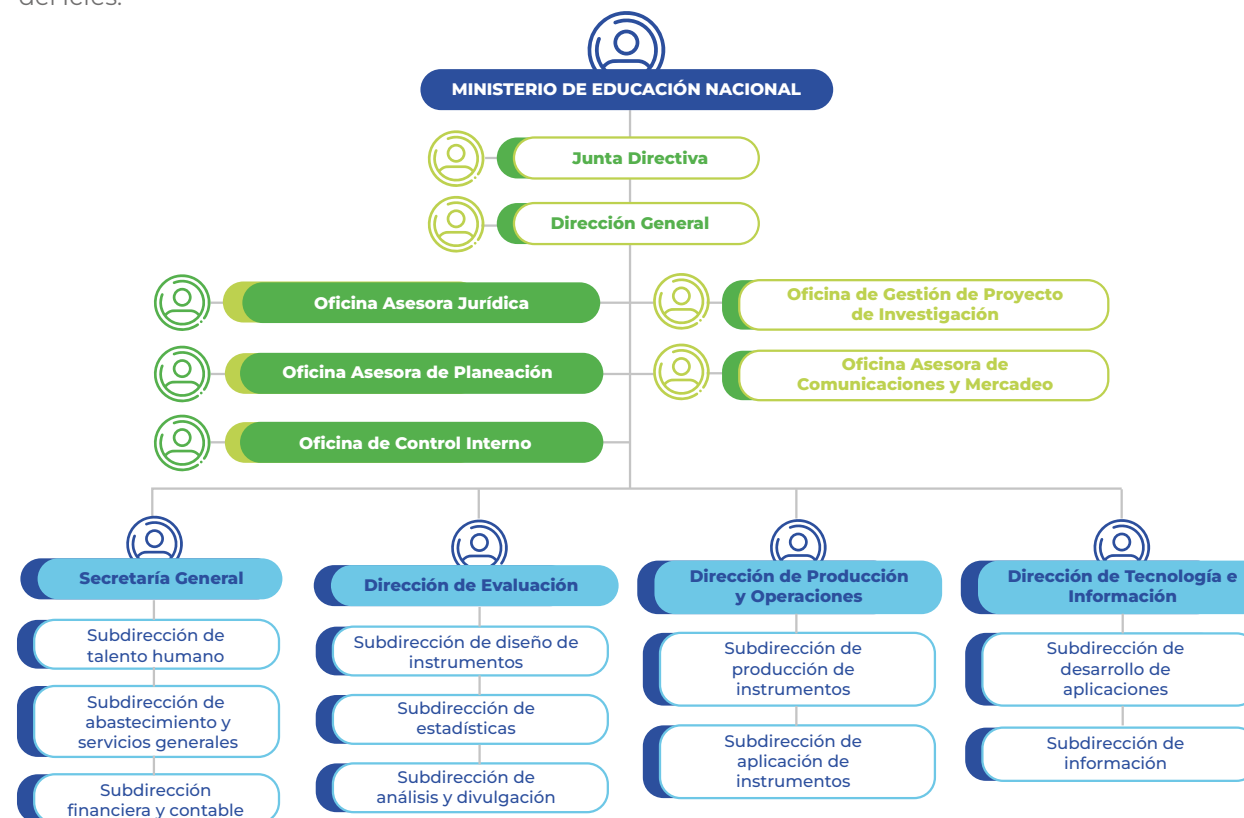 del Icfes.
MINISTERIO DE EDUCACIÓN NACIONAL
Junta Directiva
Dirección General
Oficina Asesora Jurídica
Oficina de Gestión de Proyecto
de Investigación
Oficina Asesora de Planeación
Oficina Asesora de
Comunicaciones y Mercadeo
Oficina de Control Interno
Secretaría General
Subdirección de
talento humano
Subdirección de
abastecimiento y
servicios generales
Subdirección
financiera y contable
Dirección de Evaluación
Subdirección de diseño de
instrumentos
Subdirección de
estadísticas
Subdirección de
análisis y divulgación
Dirección de Producción
y Operaciones
Subdirección de
producción de
instrumentos
Subdirección de
aplicación de
instrumentos
Dirección de Tecnología e
Información
Subdirección de
desarrollo de
aplicaciones
Subdirección de
información